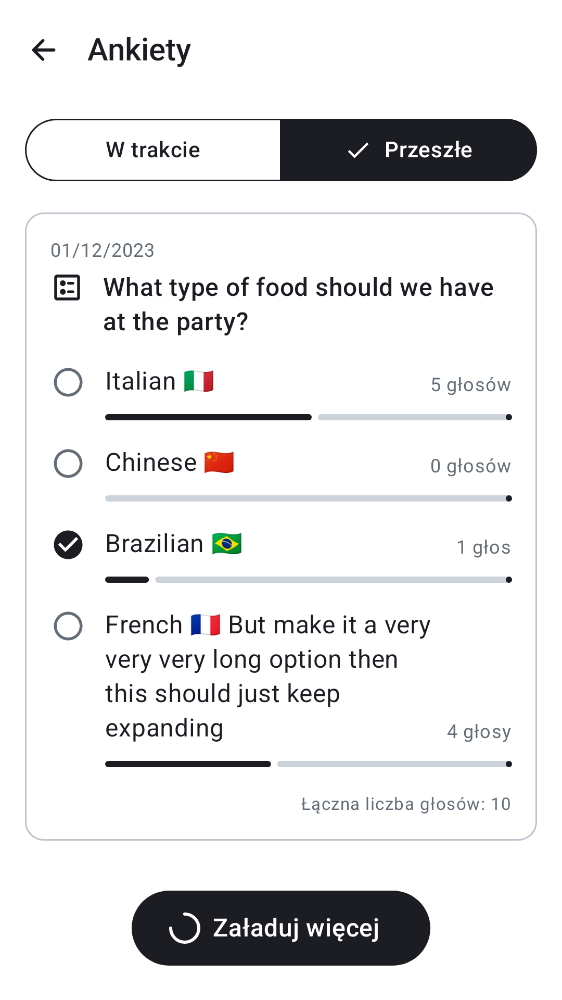 Ankiety
W trakcie
Przeszłe
01/12/2023
What type of food should we have
at the party?
Italian 🇮🇹
5 głosów
Chinese 🇨🇳
0 głosów
Brazilian 🇧🇷
1 głos
French 🇫🇷 But make it a very
very very long option then
this should just keep
expanding
4 głosy
Łączna liczba głosów: 10
Załaduj więcej